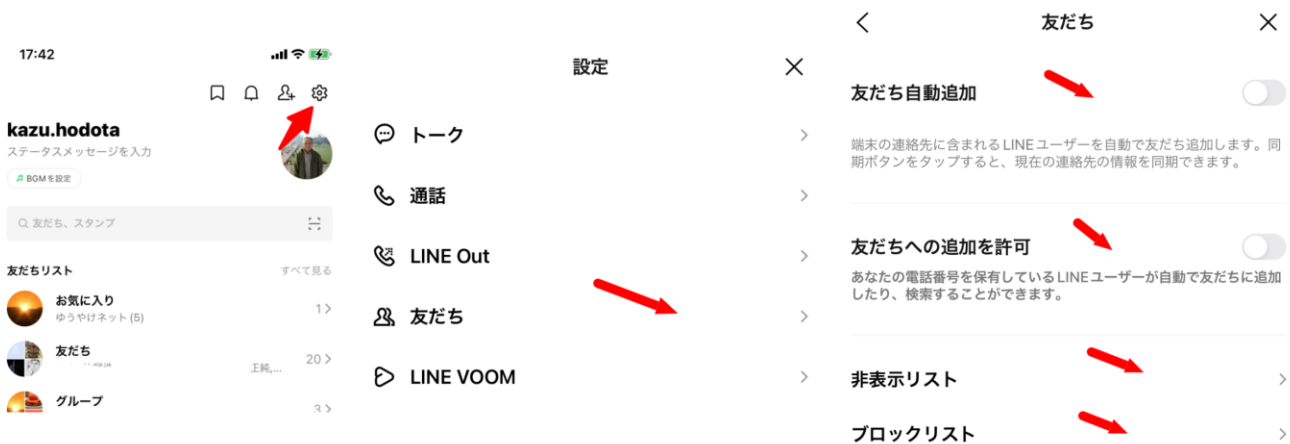 17:42
kazu.hodota
ステータスメッセージを入力
BGMを設定
友だち、スタンプ
友だちリスト
すべて見る
お気に入り
ゆうやけネット(5)
1
友だち
正純,...
20
グループ
3
設定
トーク
通話
LINE Out
友だち
LINE VOOM
友だち
友だち自動追加
端末の連絡先に含まれるLINEユーザーを自動で友だち追加します。同
期ボタンをタップすると、現在の連絡先の情報を同期できます。
友だちへの追加を許可
あなたの電話番号を保有しているLINEユーザーが自動で友だちに追加
したり、検索することができます。
非表示リスト
ブロックリスト